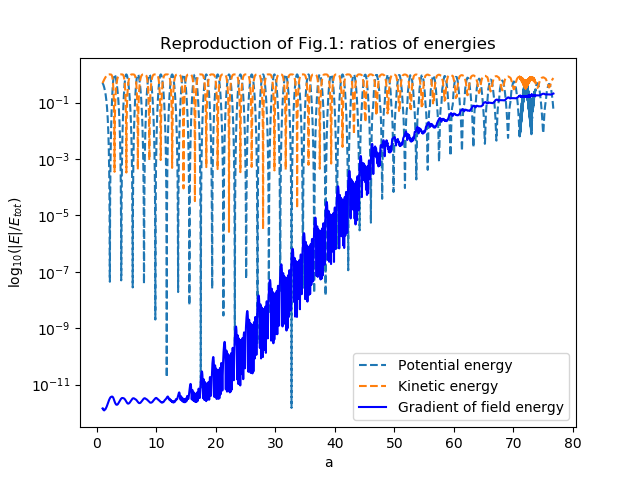 Reproduction of Fig.1: ratios of energies
log₁₀(|E|/Eₜₒₜ)
10⁻¹
10⁻³
10⁻⁵
10⁻⁷
10⁻⁹
10⁻¹¹
Potential energy
Kinetic energy
Gradient of field energy
0 10 20 30 40 50 60 70 80
a